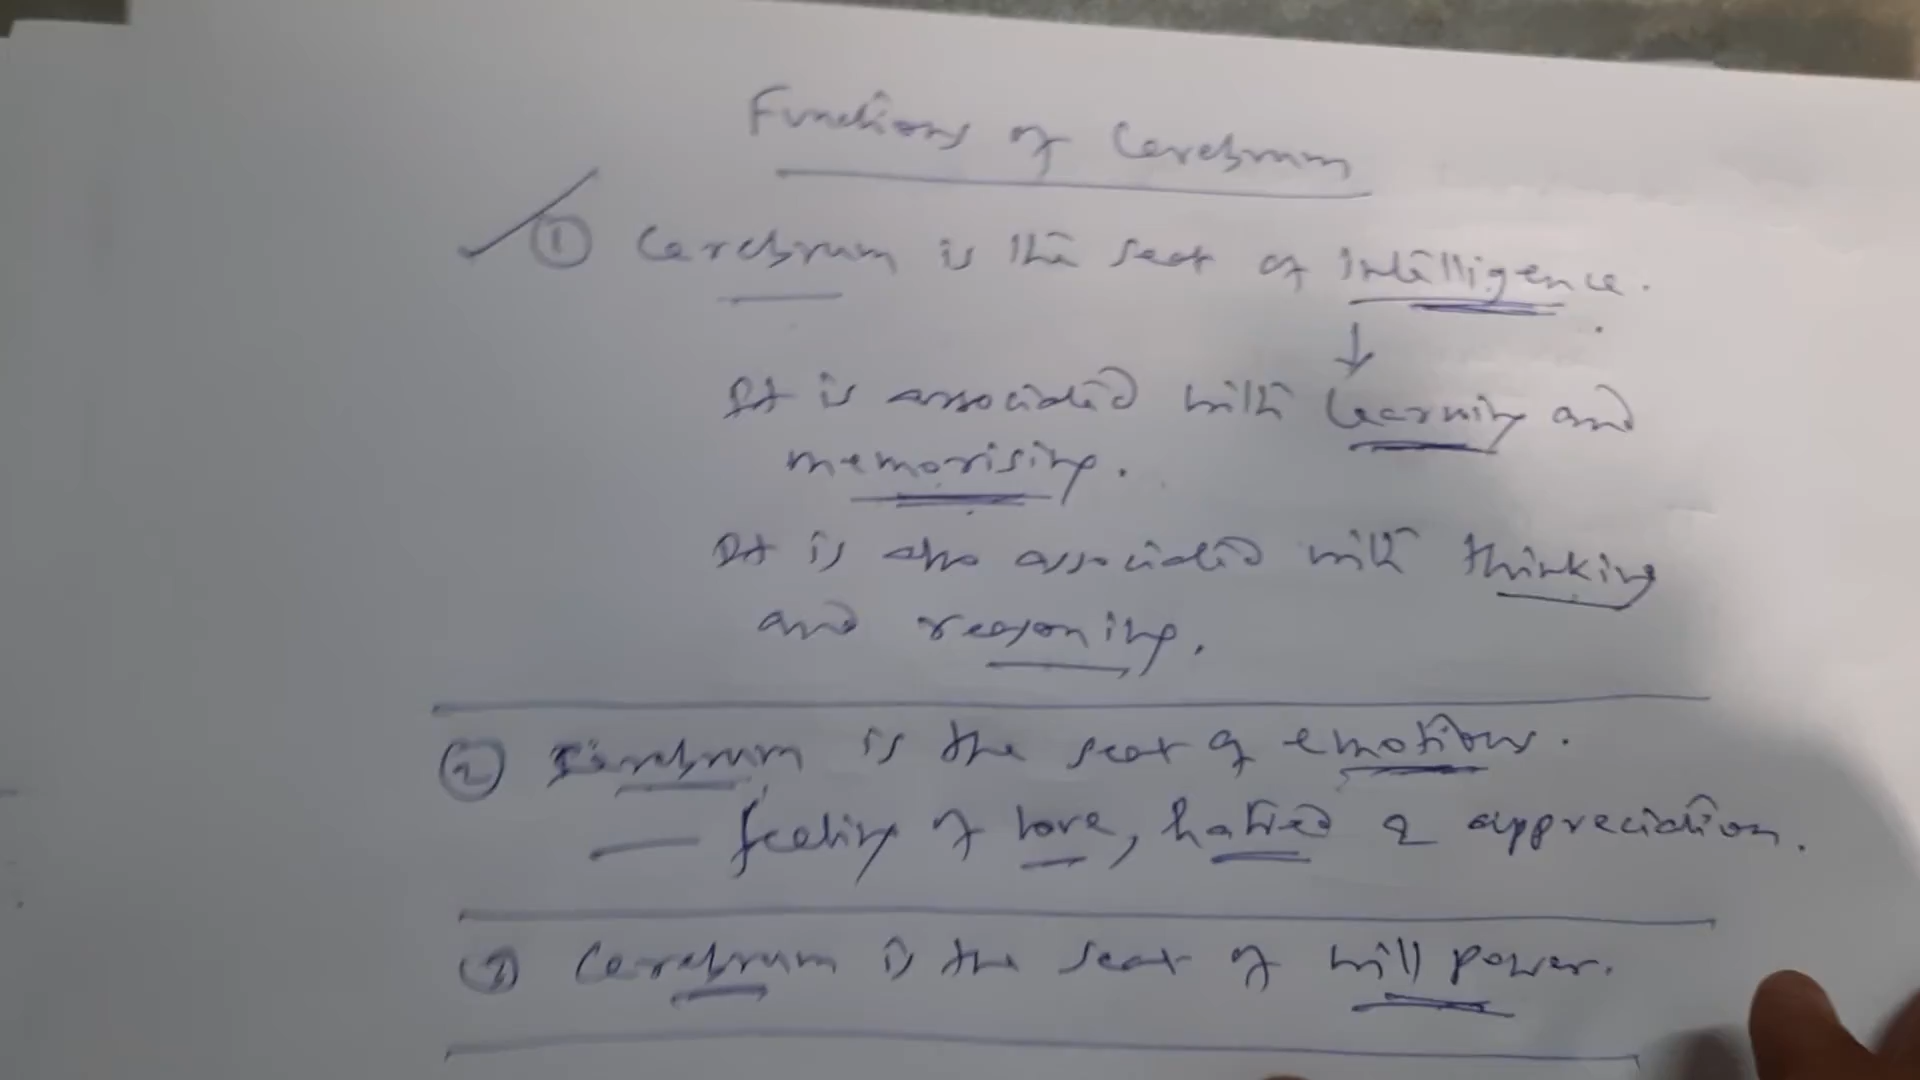 Functions of Cerebrum
① Cerebrum is the seat of intelligence.
↓
It is associated with learning and
memorising.
It is also associated with thinking
and reasoning.
② Cerebrum is the seat of emotions.
— feeling of love, hatred & appreciation.
③ Cerebrum is the seat of will power.